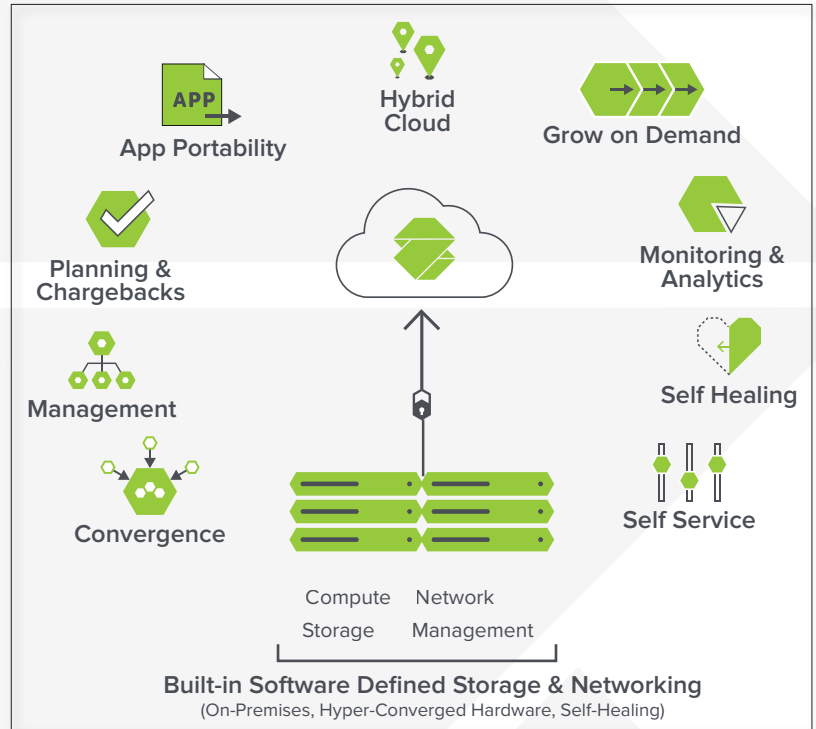 APP
App Portability
Hybrid
Cloud
Grow on Demand
Planning &
Chargebacks
Monitoring &
Analytics
Management
Self Healing
Convergence
Self Service
Compute Network
Storage Management
Built-in Software Defined Storage & Networking
(On-Premises, Hyper-Converged Hardware, Self-Healing)